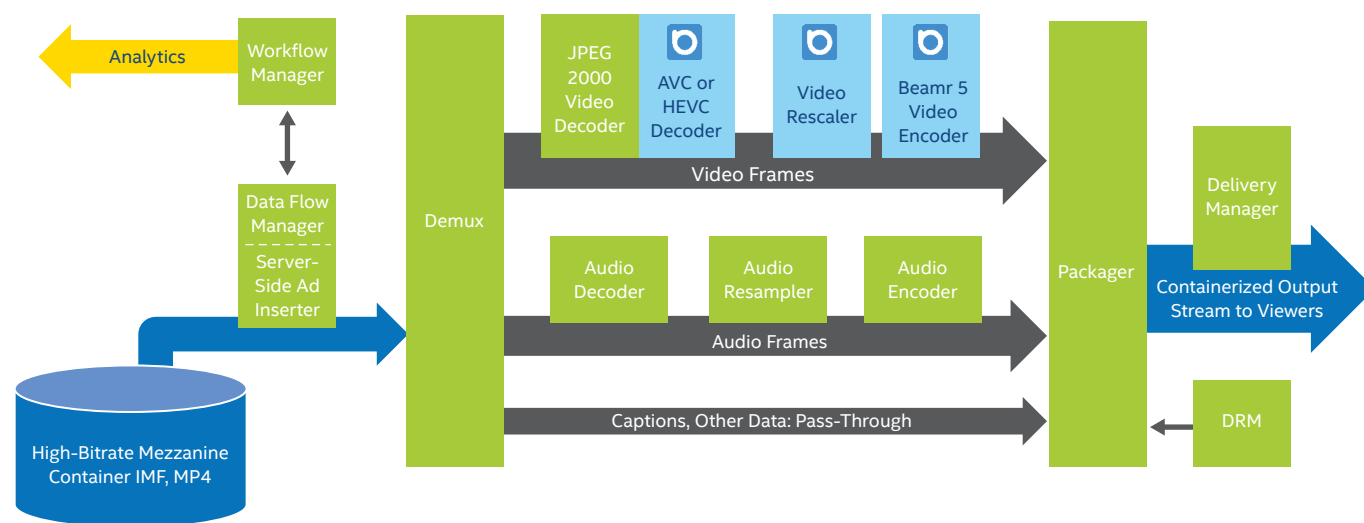 Analytics
Workflow
Manager
Data Flow
Manager
Server-
Side Ad
Inserter
High-Bitrate Mezzanine
Container IMF, MP4
Demux
JPEG
2000
Video
Decoder
AVC or
HEVC
Decoder
Video
Rescaler
Beamr 5
Video
Encoder
Video Frames
Audio
Decoder
Audio
Resampler
Audio
Encoder
Audio Frames
Captions, Other Data: Pass-Through
Packager
Delivery
Manager
Containerized Output
Stream to Viewers
DRM